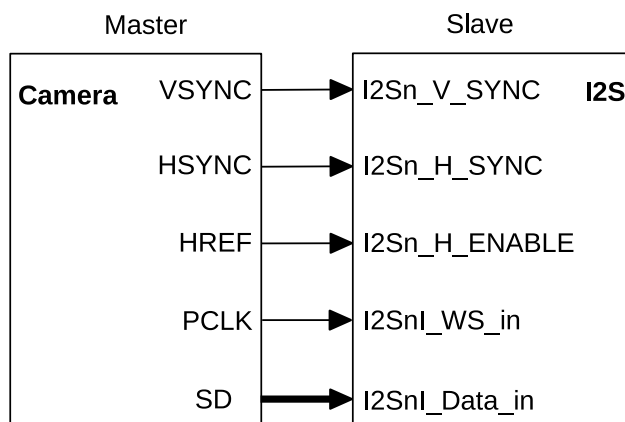 Master Slave
Camera VSYNC I2Sn_V_SYNC I2S
HSYNC I2Sn_H_SYNC
HREF I2Sn_H_ENABLE
PCLK I2SnI_WS_in
SD I2SnI_Data_in